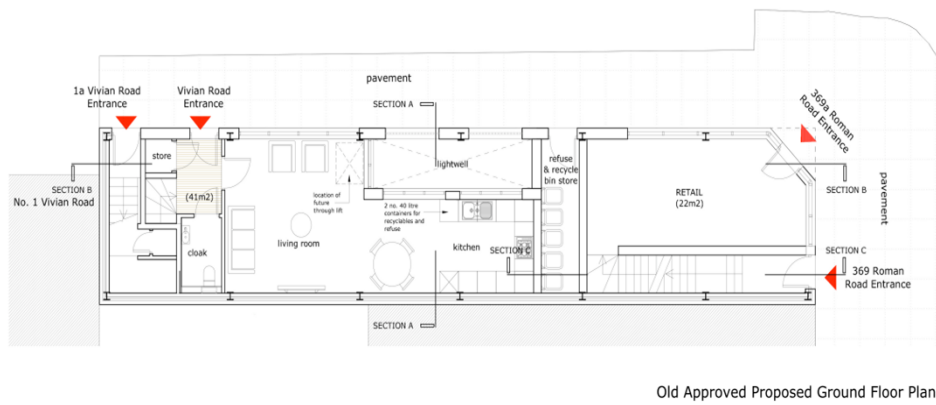 pavement
1a Vivian Road
Entrance
Vivian Road
Entrance
SECTION A
369a Roman
Road Entrance
store
lightwell
refuse
& recycle
bin store
SECTION B
No. 1 Vivian Road
(41m2)
location of
future
through lift
2 no. 40 litre
containers for
recyclables and
refuse
RETAIL
(22m2)
SECTION B
pavement
cloak
living room
kitchen
SECTION C
SECTION C
369 Roman
Road Entrance
SECTION A
Old Approved Proposed Ground Floor Plan